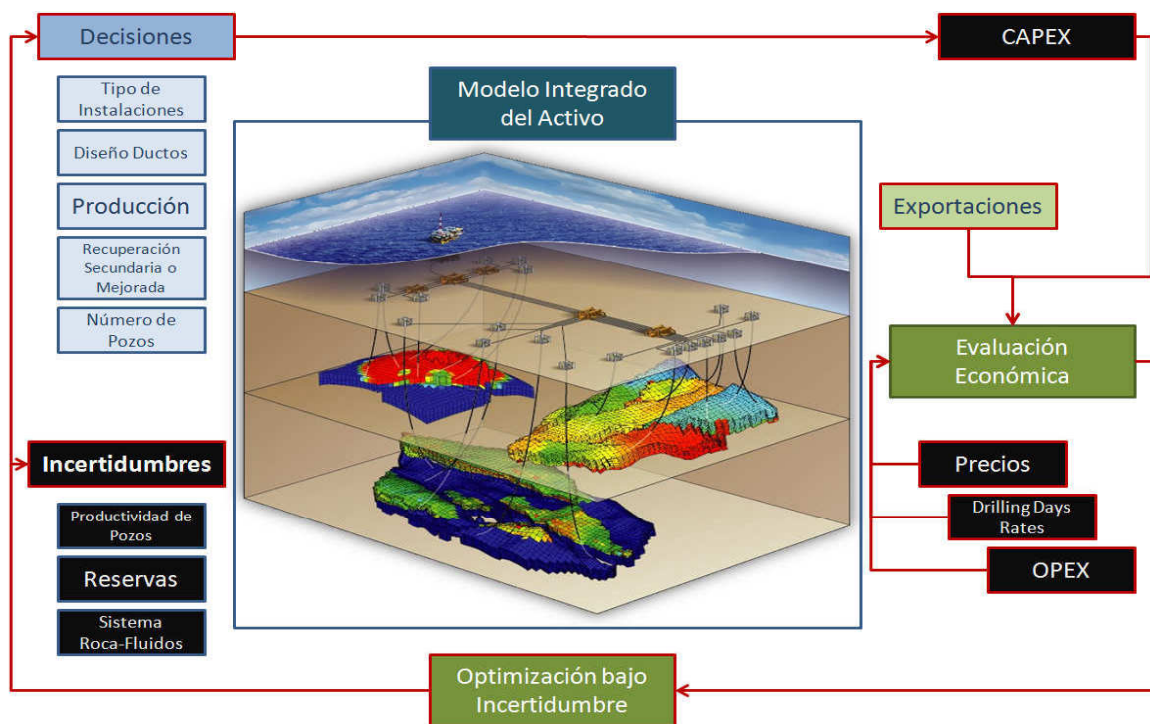 Decisiones
CAPEX
Modelo Integrado
del Activo
Tipo de
Instalaciones
Diseño Ductos
Producción
Recuperación
Secundaria o
Mejorada
Número de
Pozos
Exportaciones
Evaluación
Económica
Incertidumbres
Productividad de
Pozos
Reservas
Sistema
Roca-Fluidos
Precios
Drilling Days
Rates
OPEX
Optimización bajo
Incertidumbre